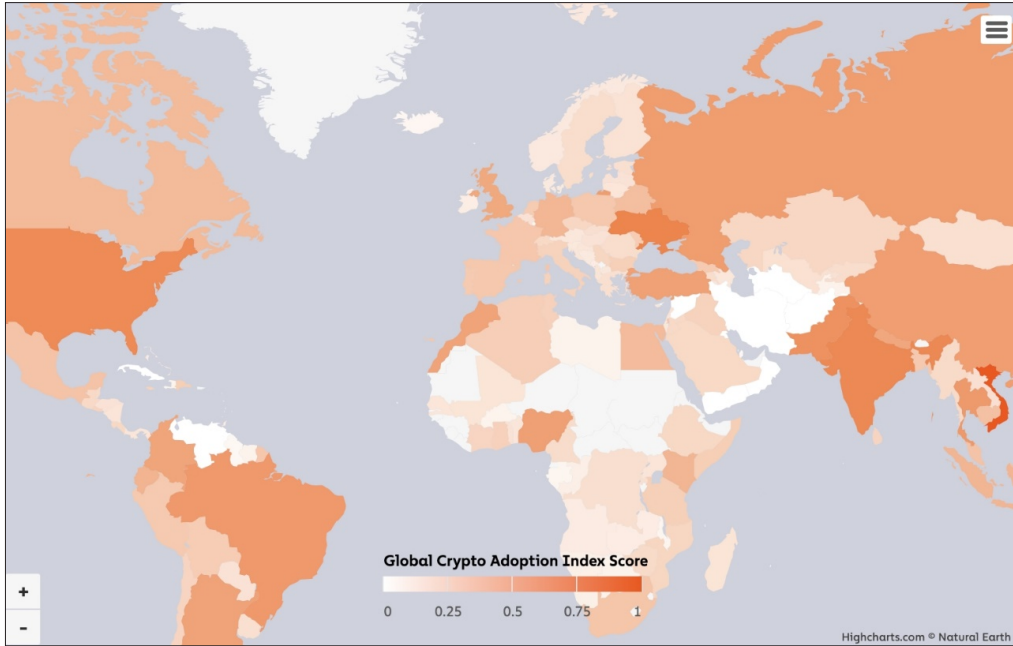 Global Crypto Adoption Index Score
0 0.25 0.5 0.75 1
+
-
Highcharts.com © Natural Earth